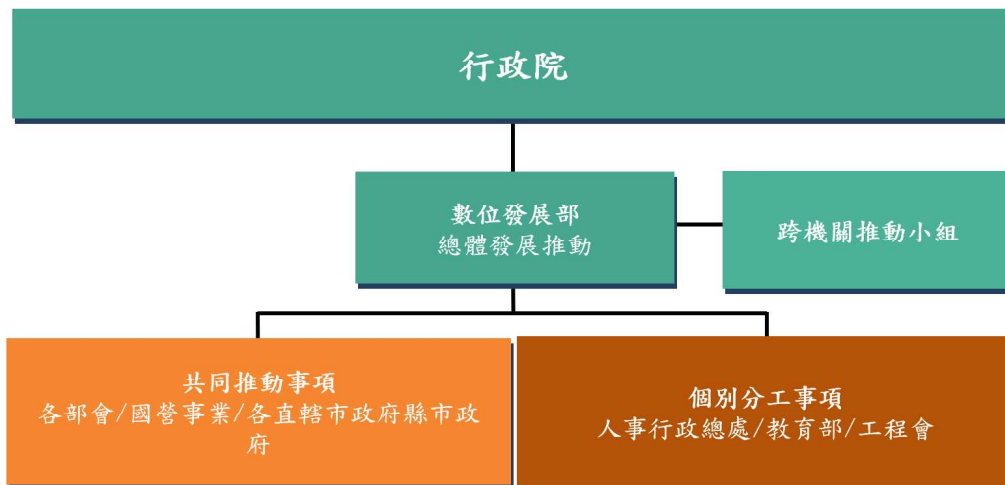 行政院
數位發展部
總體發展推動
跨機關推動小組
共同推動事項
各部會/國營事業/各直轄市政府縣市政
府
個別分工事項
人事行政總處/教育部/工程會